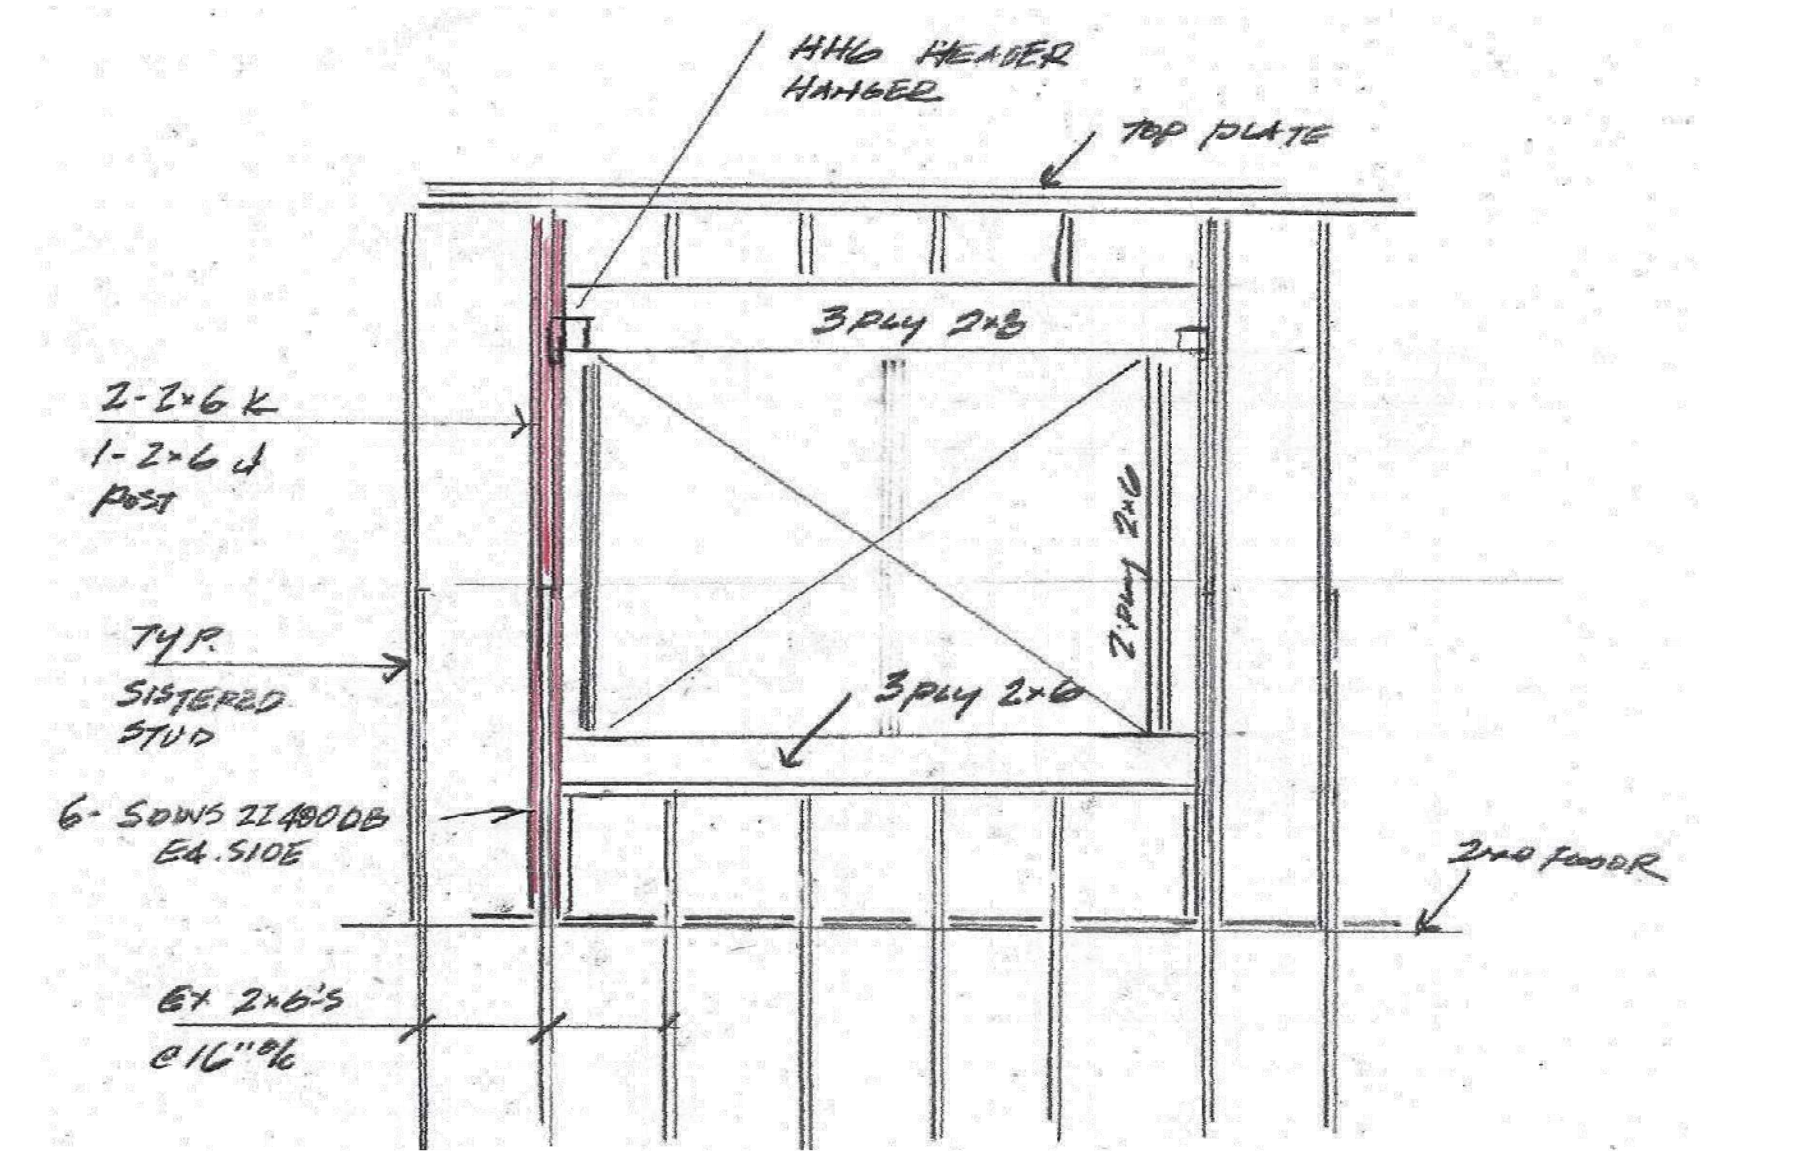 HH6 HEADER
HANGER
TOP PLATE
3 PLY 2x8
2-2x6 K
1-2x6 J
POST
2 PLY 2x6
TYP.
SISTERED
STUD
3 PLY 2x6
6- SDWS 22400DB
EA. SIDE
2ND FLOOR
EX 2x6's
@ 16" o/c